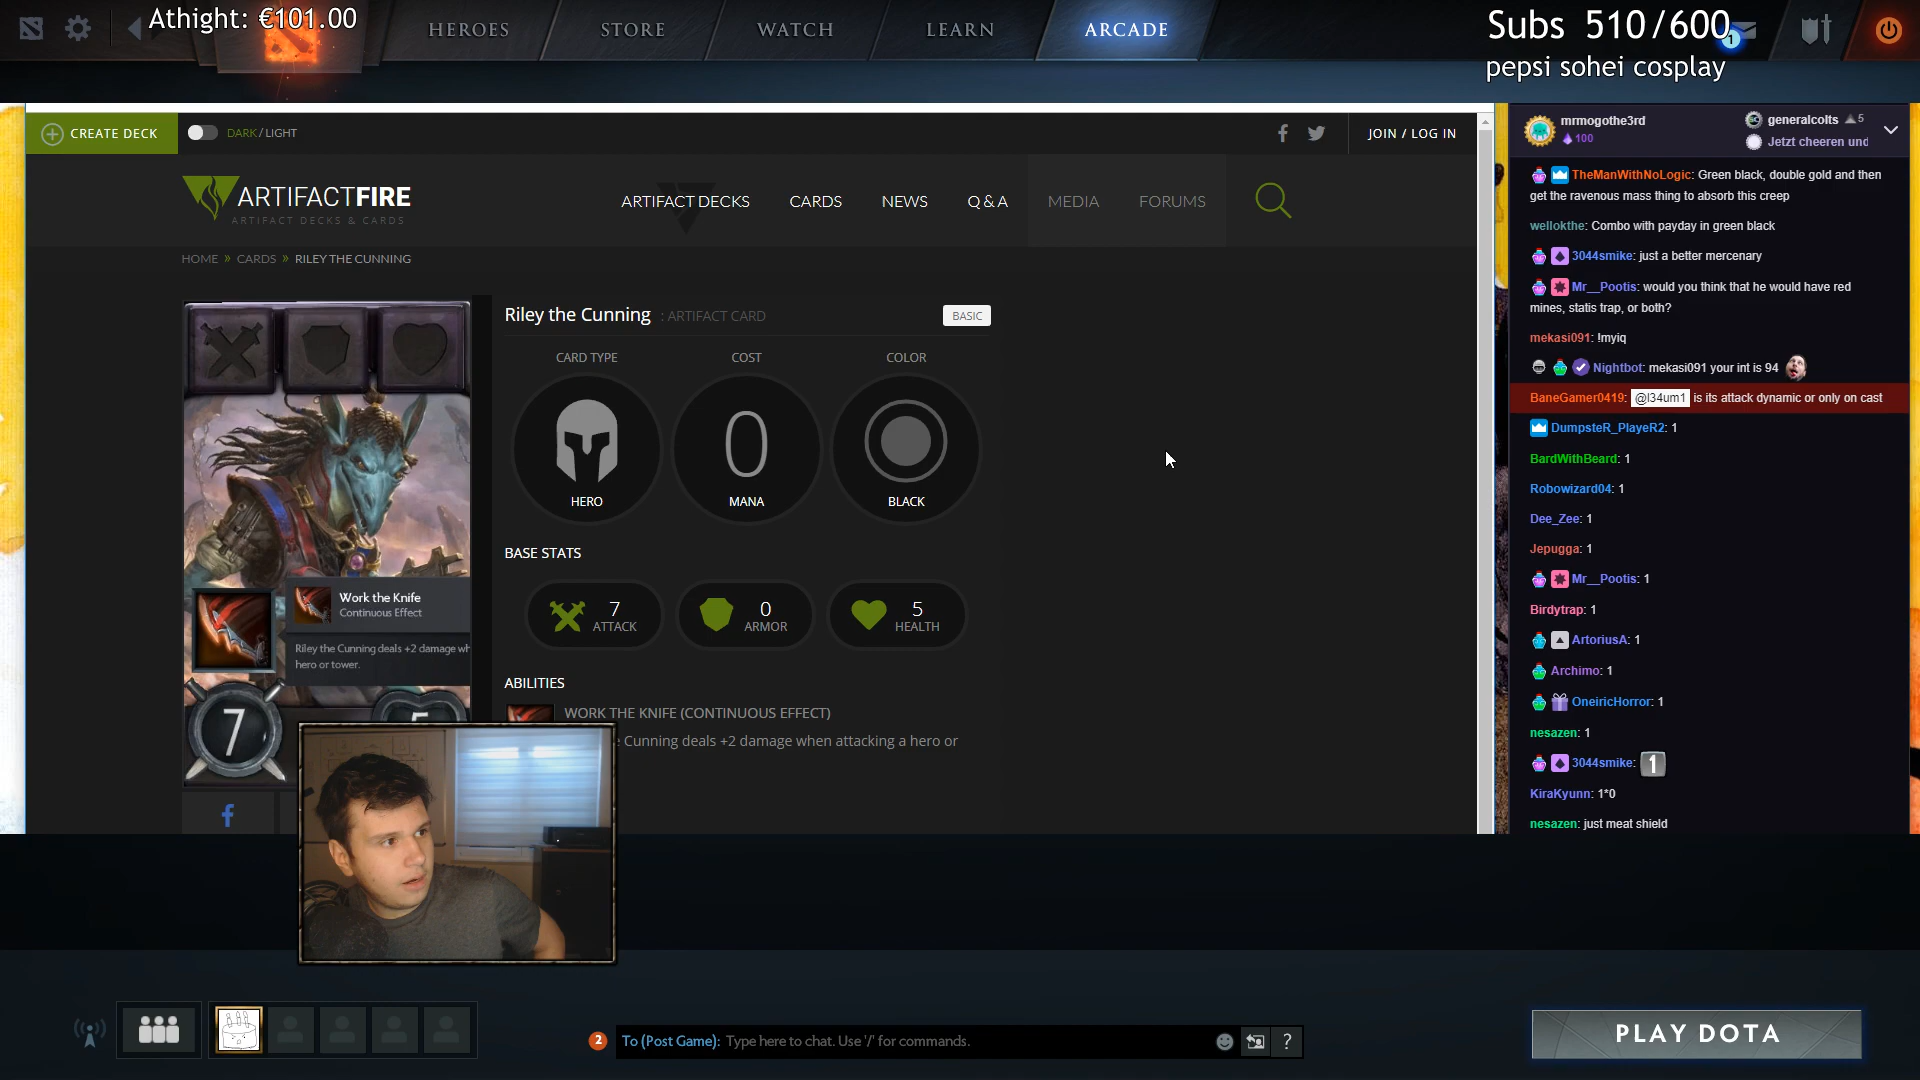 Athight: €101.00
HEROES
STORE
WATCH
LEARN
ARCADE
Subs 510/600
1
pepsi sohei cosplay
CREATE DECK
DARK / LIGHT
JOIN / LOG IN
ARTIFACTFIRE
ARTIFACT DECKS & CARDS
ARTIFACT DECKS
CARDS
NEWS
Q & A
MEDIA
FORUMS
HOME » CARDS » RILEY THE CUNNING
Riley the Cunning : ARTIFACT CARD
BASIC
CARD TYPE
COST
COLOR
0
HERO
MANA
BLACK
BASE STATS
7
ATTACK
0
ARMOR
5
HEALTH
ABILITIES
WORK THE KNIFE (CONTINUOUS EFFECT)
Cunning deals +2 damage when attacking a hero or
Work the Knife
Continuous Effect
Riley the Cunning deals +2 damage wh
hero or tower.
7
mrmogothe3rd
100
generalcolts 5
Jetzt cheeren und
TheManWithNoLogic: Green black, double gold and then
get the ravenous mass thing to absorb this creep
wellokthe: Combo with payday in green black
3044smike: just a better mercenary
Mr__Pootis: would you think that he would have red
mines, statis trap, or both?
mekasi091: !myiq
Nightbot: mekasi091 your int is 94
BaneGamer0419: @l34um1 is its attack dynamic or only on cast
DumpsteR_PlayeR2: 1
BardWithBeard: 1
Robowizard04: 1
Dee_Zee: 1
Jepugga: 1
Mr__Pootis: 1
Birdytrap: 1
ArtoriusA: 1
Archimo: 1
OneiricHorror: 1
nesazen: 1
3044smike: 1
KiraKyunn: 1*0
nesazen: just meat shield
2
To (Post Game): Type here to chat. Use '/' for commands.
?
PLAY DOTA